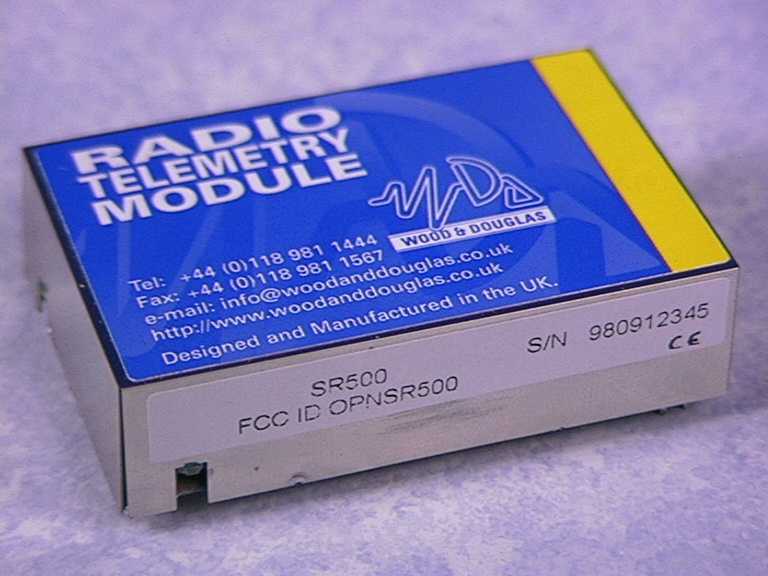 RADIO
TELEMETRY
MODULE
WOOD & DOUGLAS
Tel: +44 (0)118 981 1444
Fax: +44 (0)118 981 1567
e-mail: info@woodanddouglas.co.uk
http://www.woodanddouglas.co.uk
Designed and Manufactured in the UK.
SR500
FCC ID OPNSR500
S/N 980912345
CE